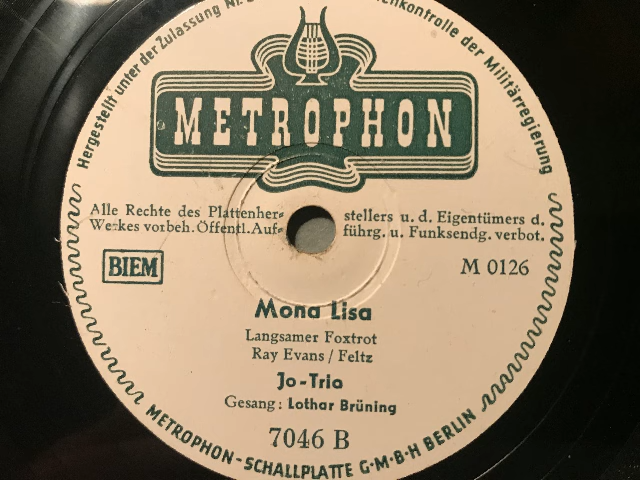 Hergestellt unter der Zulassung Nr.
kontrolle der Militärregierung
METROPHON
Alle Rechte des Plattenher= stellers u. d. Eigentümers d.
Werkes vorbeh. Öffentl. Auf= führg. u. Funksendg. verbot.
BIEM
M 0126
Mona Lisa
Langsamer Foxtrot
Ray Evans / Feltz
Jo-Trio
Gesang: Lothar Brüning
7046 B
METROPHON-SCHALLPLATTE G·M·B·H BERLIN